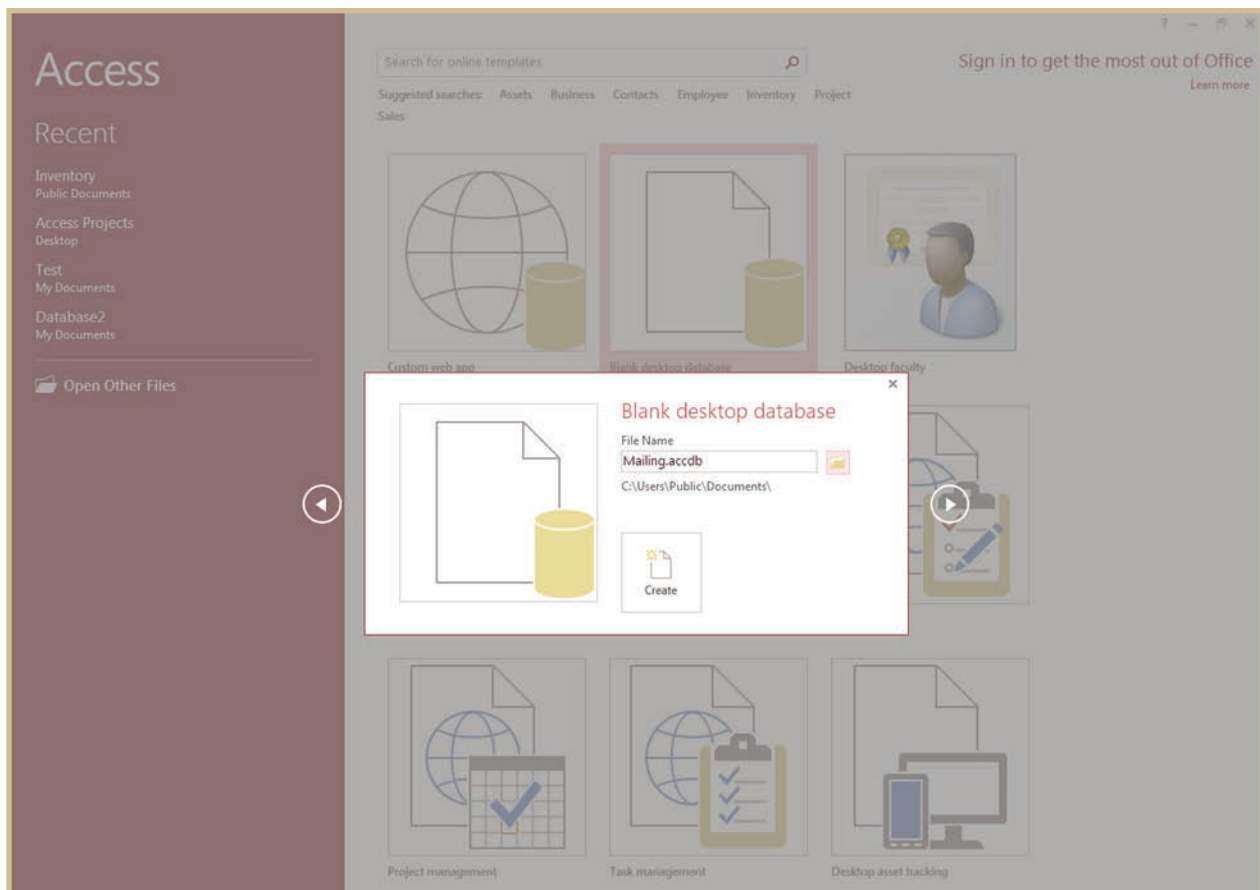 Access
Recent
Inventory
Public Documents
Access Projects
Desktop
Test
My Documents
Database2
My Documents
Open Other Files
? 
Search for online templates
Sign in to get the most out of Office
Learn more
Suggested searches: Assets Business Contacts Employee Inventory Project
Sales
Custom web app
Blank desktop database
Desktop faculty
Blank desktop database
File Name
Mailing.accdb
C:\Users\Public\Documents\
Create
Project management
Task management
Desktop asset tracking